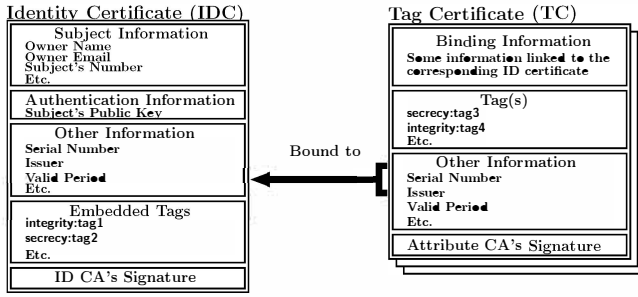 Identity Certificate (IDC)
Subject Information
Owner Name
Owner Email
Subject's Number
Etc.
Authentication Information
Subject's Public Key
Other Information
Serial Number
Issuer
Valid Period
Etc.
Embedded Tags
integrity:tag1
secrecy:tag2
Etc.
ID CA's Signature
Bound to
Tag Certificate (TC)
Binding Information
Some information linked to the
corresponding ID certificate
Tag(s)
secrecy:tag3
integrity:tag4
Etc.
Other Information
Serial Number
Issuer
Valid Period
Etc.
Attribute CA's Signature